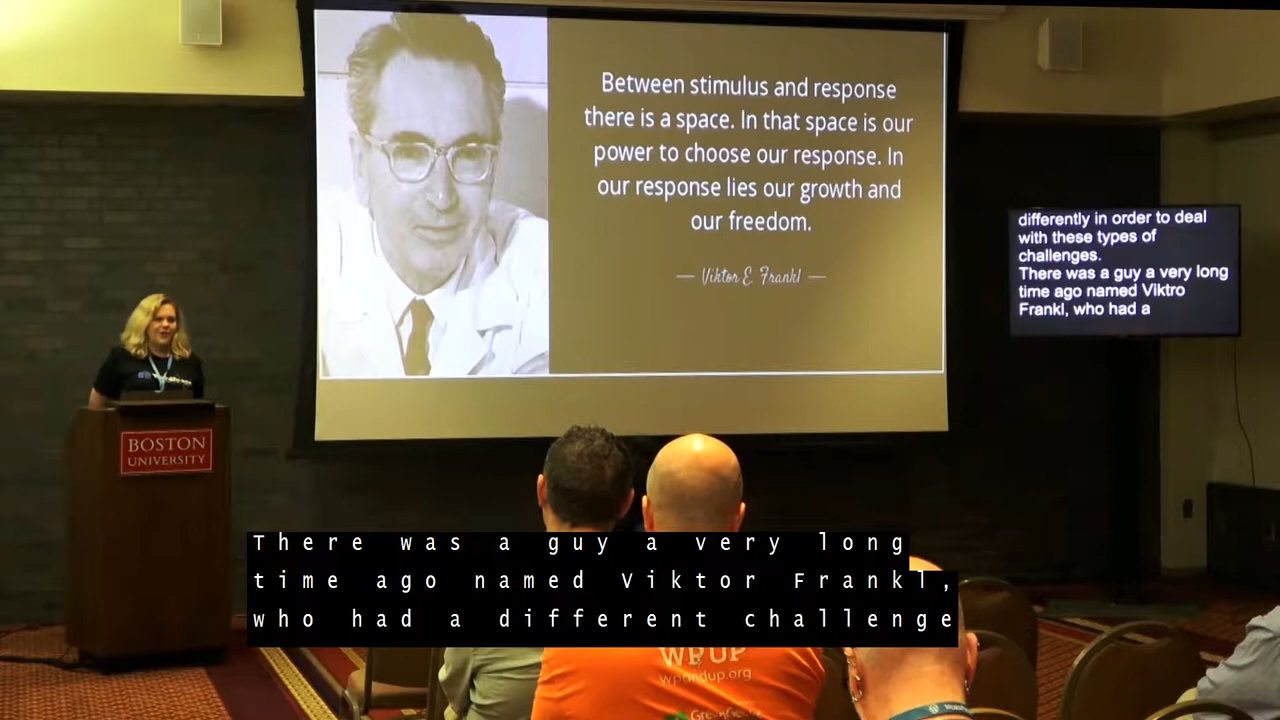 Between stimulus and response
there is a space. In that space is our
power to choose our response. In
our response lies our growth and
our freedom.
— Viktor E. Frankl —
differently in order to deal
with these types of
challenges.
There was a guy a very long
time ago named Viktro
Frankl, who had a
BOSTON
UNIVERSITY
There was a guy a very long
time ago named Viktor Frankl,
who had a different challenge
WP UP
wpandup.org